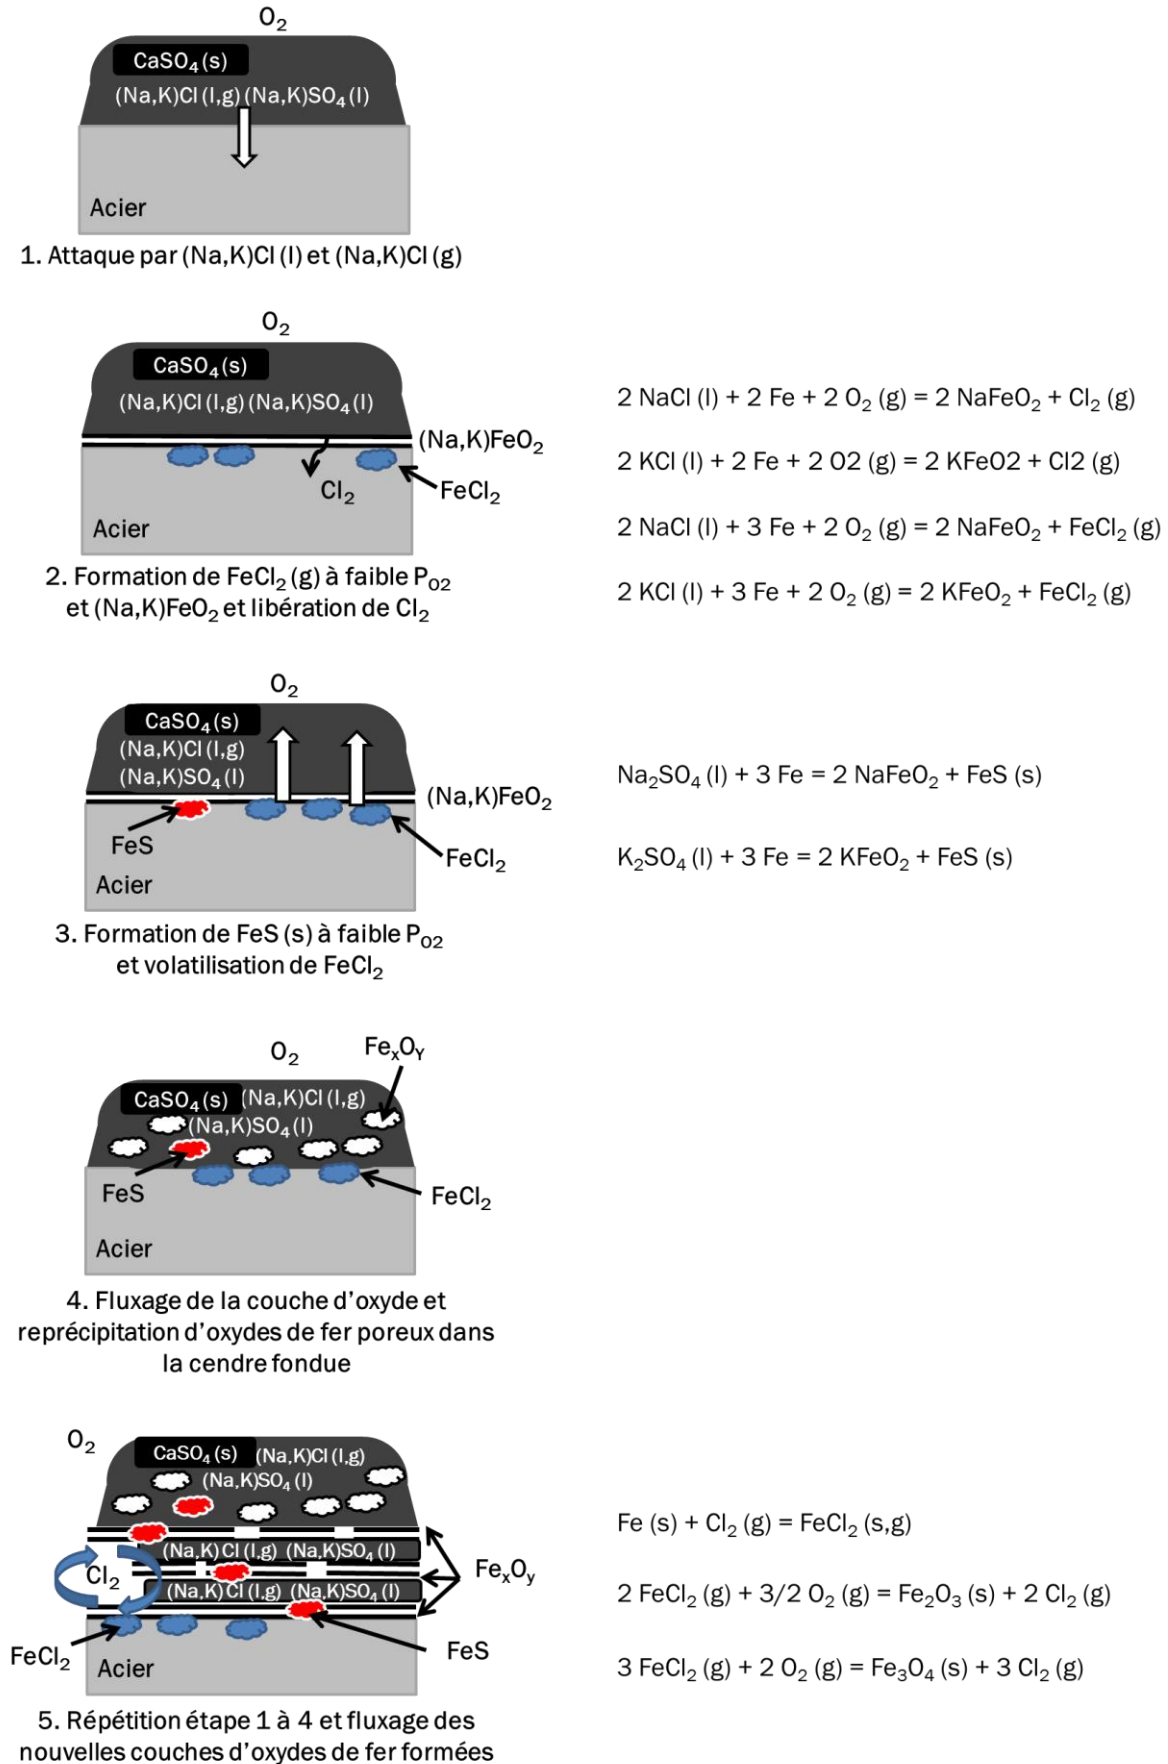 O₂
CaSO₄(s)
(Na,K)Cl (l,g) (Na,K)SO₄(l)
Acier
1. Attaque par (Na,K)Cl (l) et (Na,K)Cl (g)
O₂
CaSO₄(s)
(Na,K)Cl (l,g) (Na,K)SO₄(l)
(Na,K)FeO₂
Cl₂
FeCl₂
Acier
2. Formation de FeCl₂ (g) à faible P_O2
et (Na,K)FeO₂ et libération de Cl₂
2 NaCl (l) + 2 Fe + 2 O₂ (g) = 2 NaFeO₂ + Cl₂ (g)
2 KCl (l) + 2 Fe + 2 O2 (g) = 2 KFeO2 + Cl2 (g)
2 NaCl (l) + 3 Fe + 2 O₂ (g) = 2 NaFeO₂ + FeCl₂ (g)
2 KCl (l) + 3 Fe + 2 O₂ (g) = 2 KFeO₂ + FeCl₂ (g)
O₂
CaSO₄(s)
(Na,K)Cl (l,g)
(Na,K)SO₄(l)
(Na,K)FeO₂
FeS
FeCl₂
Acier
3. Formation de FeS (s) à faible P_O2
et volatilisation de FeCl₂
Na₂SO₄ (l) + 3 Fe = 2 NaFeO₂ + FeS (s)
K₂SO₄ (l) + 3 Fe = 2 KFeO₂ + FeS (s)
O₂
FeₓO_Y
CaSO₄(s) (Na,K)Cl (l,g)
(Na,K)SO₄(l)
FeS
FeCl₂
Acier
4. Fluxage de la couche d'oxyde et
reprécipitation d'oxydes de fer poreux dans
la cendre fondue
O₂
CaSO₄(s) (Na,K)Cl (l,g)
(Na,K)SO₄(l)
(Na,K)Cl (l,g) (Na,K)SO₄(l)
Cl₂
FeₓO_y
(Na,K)Cl (l,g) (Na,K)SO₄(l)
FeCl₂
FeS
Acier
5. Répétition étape 1 à 4 et fluxage des
nouvelles couches d'oxydes de fer formées
Fe (s) + Cl₂ (g) = FeCl₂ (s,g)
2 FeCl₂ (g) + 3/2 O₂ (g) = Fe₂O₃ (s) + 2 Cl₂ (g)
3 FeCl₂ (g) + 2 O₂ (g) = Fe₃O₄ (s) + 3 Cl₂ (g)